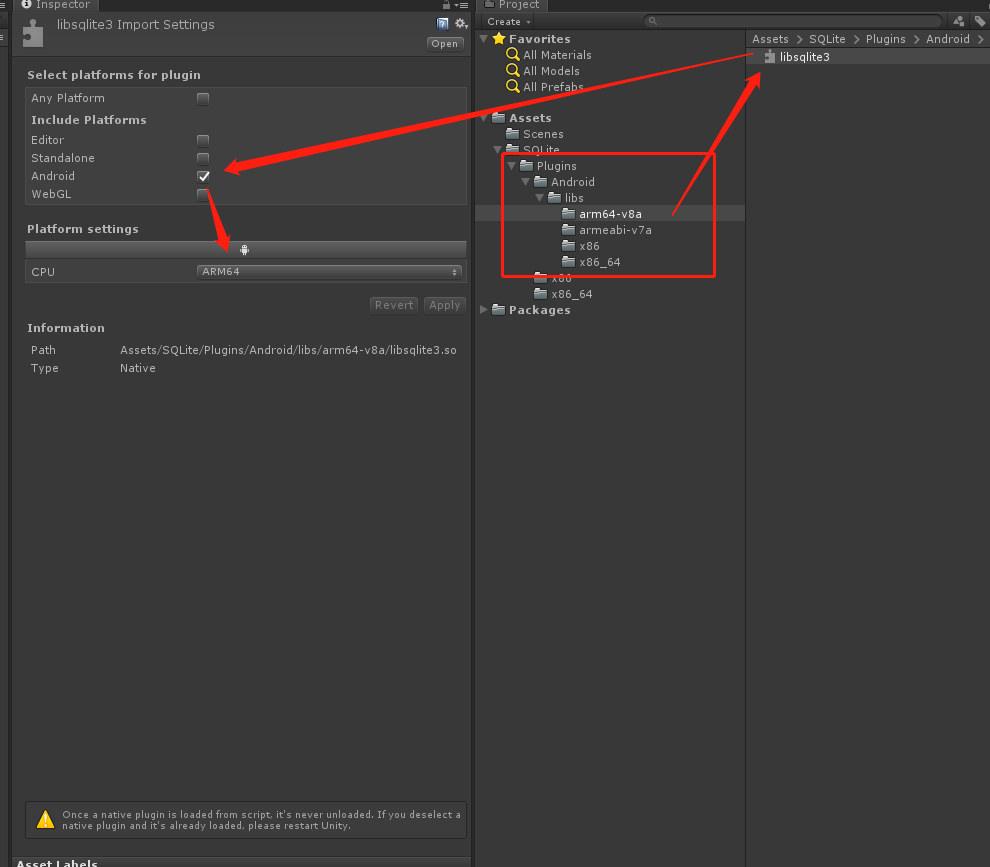 Inspector
libsqlite3 Import Settings
Open
Select platforms for plugin
Any Platform
Include Platforms
Editor
Standalone
Android
WebGL
Platform settings
CPU
ARM64
Revert
Apply
Information
Path
Assets/SQLite/Plugins/Android/libs/arm64-v8a/libsqlite3.so
Type
Native
Once a native plugin is loaded from script, it's never unloaded. If you deselect a
native plugin and it's already loaded, please restart Unity.
Asset Labels
Project
Create
Favorites
All Materials
All Models
All Prefabs
Assets
Scenes
SQLite
Plugins
Android
libs
arm64-v8a
armeabi-v7a
x86
x86_64
x86
x86_64
Packages
Assets > SQLite > Plugins > Android >
libsqlite3